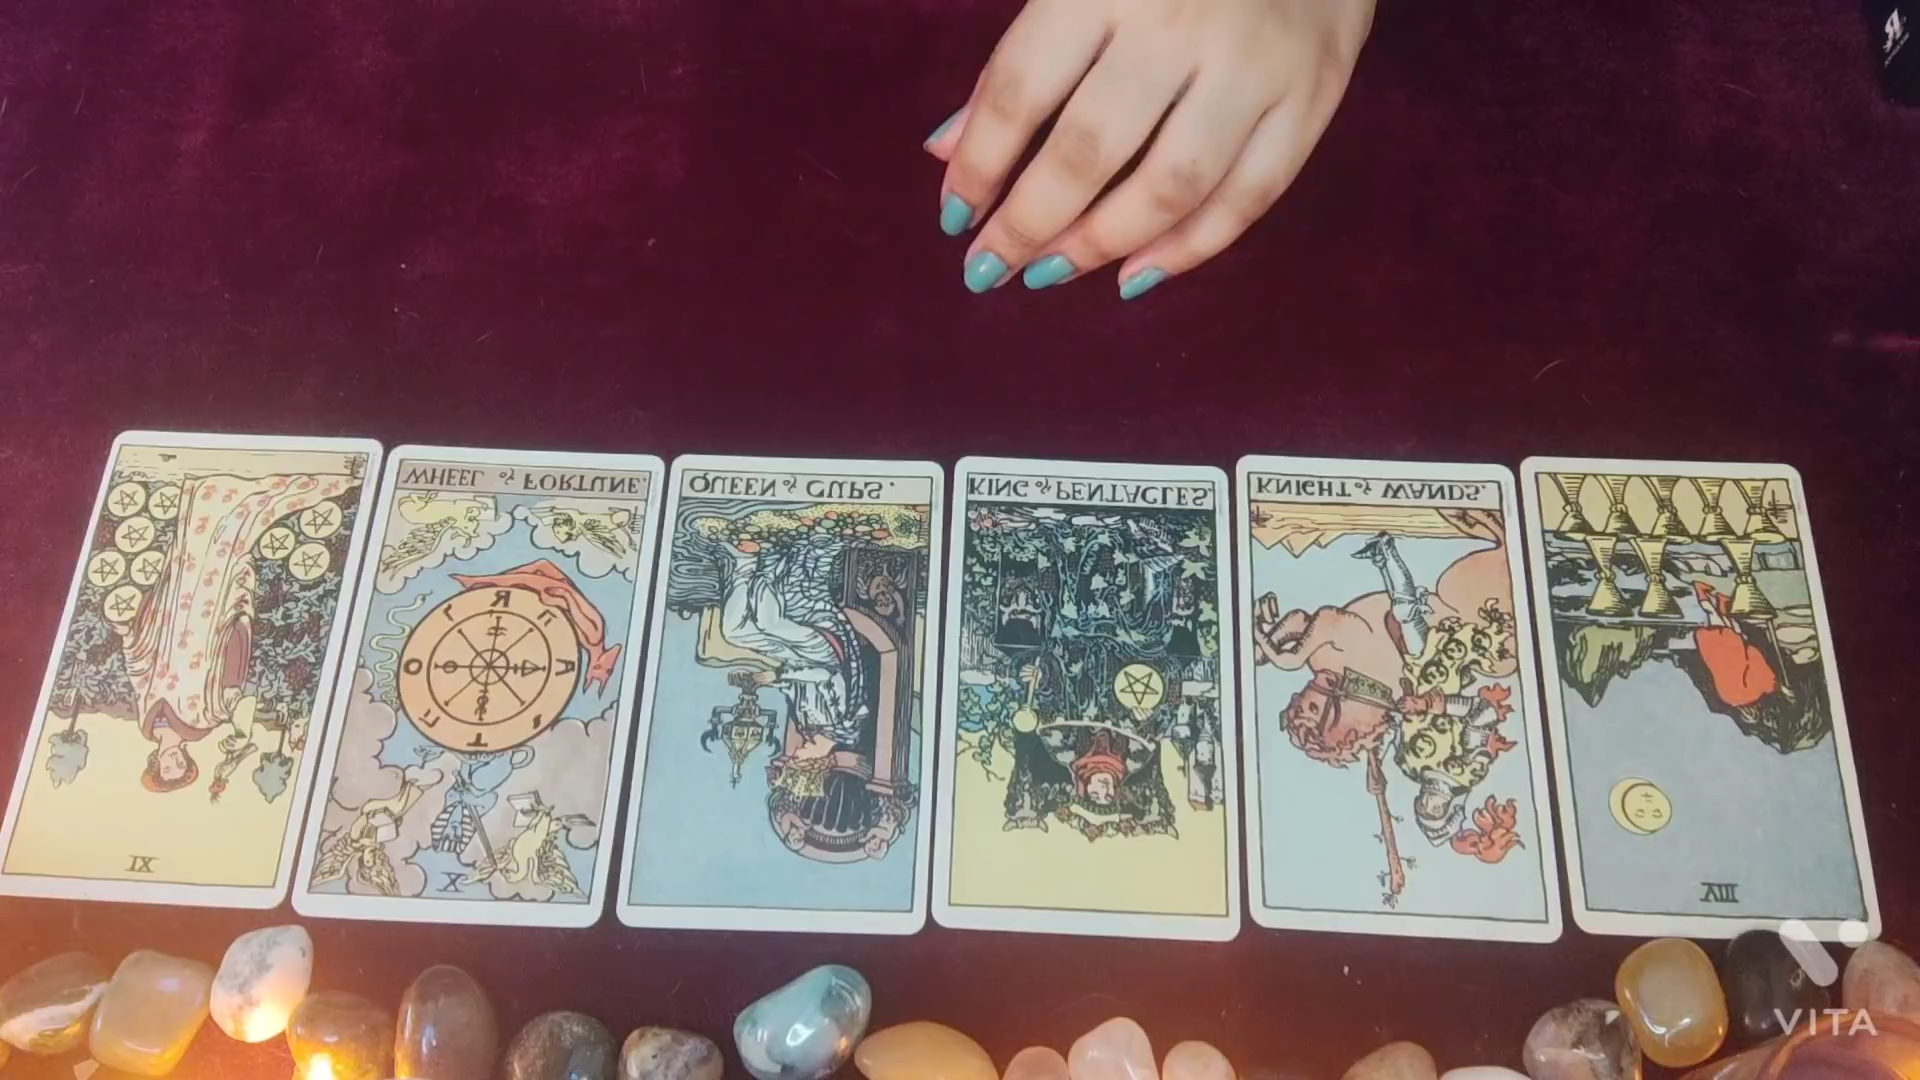 WHEEL of FORTUNE.
QUEEN of CUPS.
KING of PENTACLES.
KNIGHT of WANDS.
R
O A
T
IX
X
VIII
VITA